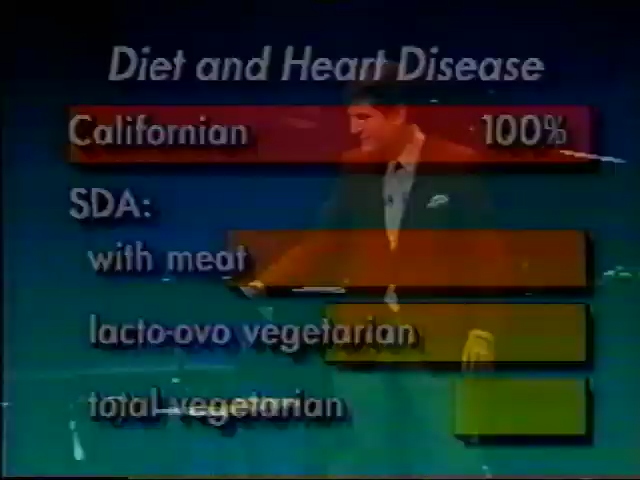 Diet and Heart Disease
Californian 100%
SDA:
with meat
lacto-ovo vegetarian
total vegetarian